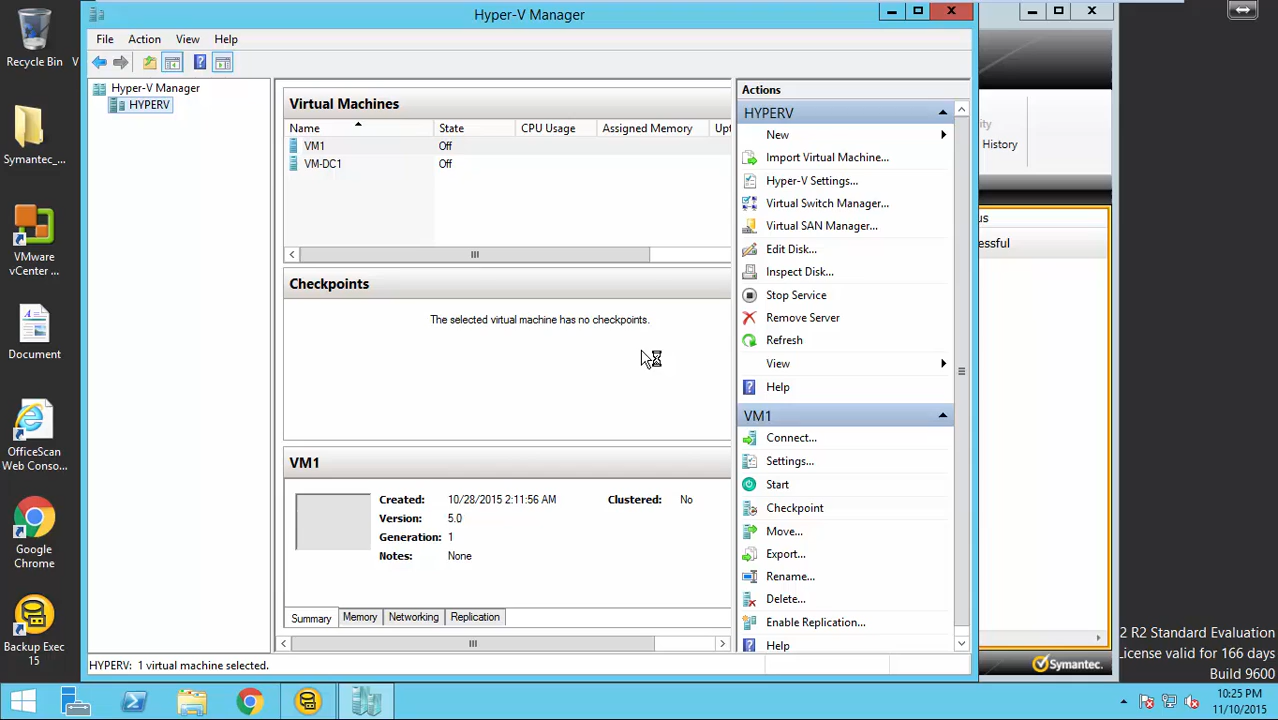 Hyper-V Manager
File Action View Help
Hyper-V Manager
HYPERV
Virtual Machines
Name State CPU Usage Assigned Memory Upt
VM1 Off
VM-DC1 Off
Checkpoints
The selected virtual machine has no checkpoints.
VM1
Created: 10/28/2015 2:11:56 AM Clustered: No
Version: 5.0
Generation: 1
Notes: None
Summary Memory Networking Replication
Actions
HYPERV
New
Import Virtual Machine...
Hyper-V Settings...
Virtual Switch Manager...
Virtual SAN Manager...
Edit Disk...
Inspect Disk...
Stop Service
Remove Server
Refresh
View
Help
VM1
Connect...
Settings...
Start
Checkpoint
Move...
Export...
Rename...
Delete...
Enable Replication...
Help
HYPERV: 1 virtual machine selected.
Recycle Bin V
Symantec_...
VMware
vCenter ...
Document
OfficeScan
Web Conso...
Google
Chrome
Backup Exec
15
ity
History
us
essful
Symantec.
2 R2 Standard Evaluation
License valid for 166 days
Build 9600
10:25 PM
11/10/2015